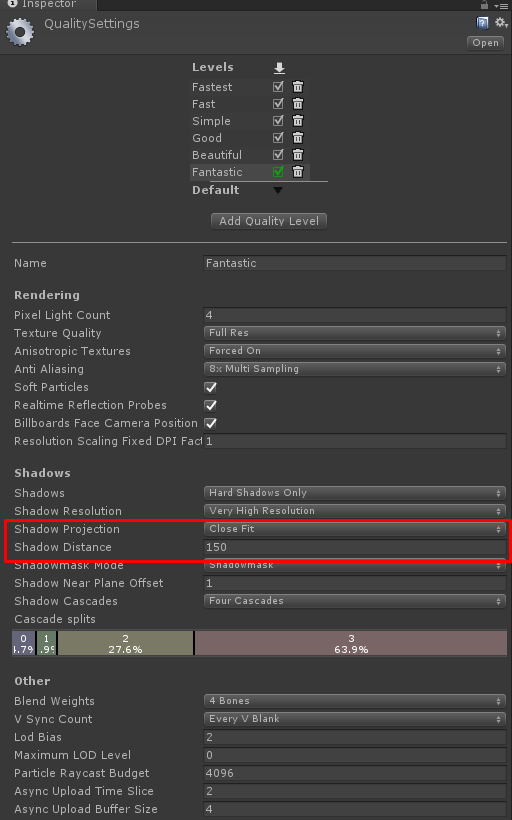 Inspector
QualitySettings
Open
Levels
Fastest
Fast
Simple
Good
Beautiful
Fantastic
Default
Add Quality Level
Name Fantastic
Rendering
Pixel Light Count 4
Texture Quality Full Res
Anisotropic Textures Forced On
Anti Aliasing 8x Multi Sampling
Soft Particles
Realtime Reflection Probes
Billboards Face Camera Position
Resolution Scaling Fixed DPI Fact 1
Shadows
Shadows Hard Shadows Only
Shadow Resolution Very High Resolution
Shadow Projection Close Fit
Shadow Distance 150
Shadowmask Mode Shadowmask
Shadow Near Plane Offset 1
Shadow Cascades Four Cascades
Cascade splits
0 1 2 3
27.6% 63.9%
Other
Blend Weights 4 Bones
V Sync Count Every V Blank
Lod Bias 2
Maximum LOD Level 0
Particle Raycast Budget 4096
Async Upload Time Slice 2
Async Upload Buffer Size 4